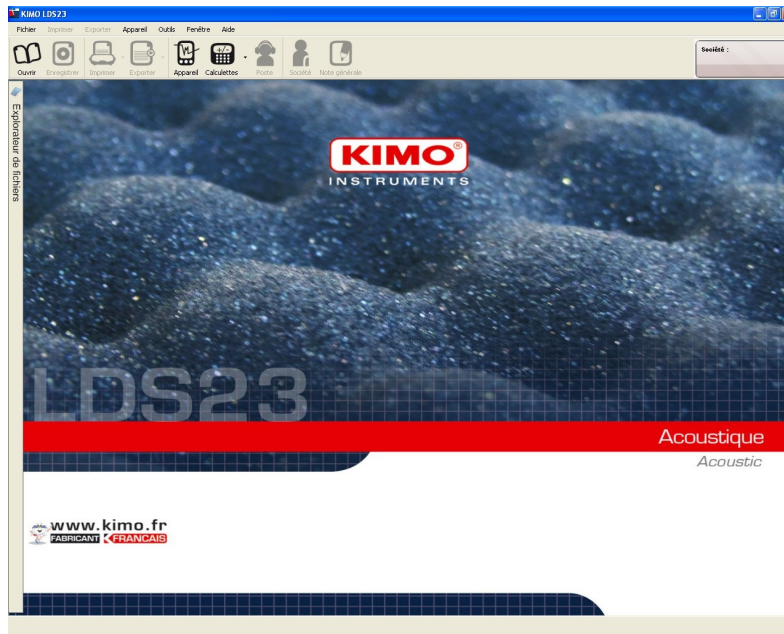 KIMO LDS23
Fichier Imprimer Exporter Appareil Outils Fenêtre Aide
Ouvrir Enregistrer Imprimer Exporter Appareil Calculettes Poste Société Note générale
Société :
Explorateur de fichiers
KIMO®
INSTRUMENTS
LDS23
Acoustique
Acoustic
www.kimo.fr
FABRICANT FRANCAIS